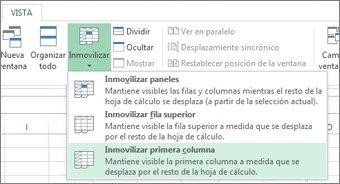 VISTA
Nueva ventana
Organizar todo
Inmovilizar
Dividir
Ocultar
Mostrar
Ver en paralelo
Desplazamiento sincrónico
Restablecer posición de la ventana
Cam
venta
Inmovilizar paneles
Mantiene visibles las filas y columnas mientras el resto de la
hoja de cálculo se desplaza (a partir de la selección actual).
Inmovilizar fila superior
Mantiene visible la fila superior a medida que se
desplaza por el resto de la hoja de cálculo.
Inmovilizar primera columna
Mantiene visible la primera columna a medida que se
desplaza por el resto de la hoja de cálculo.